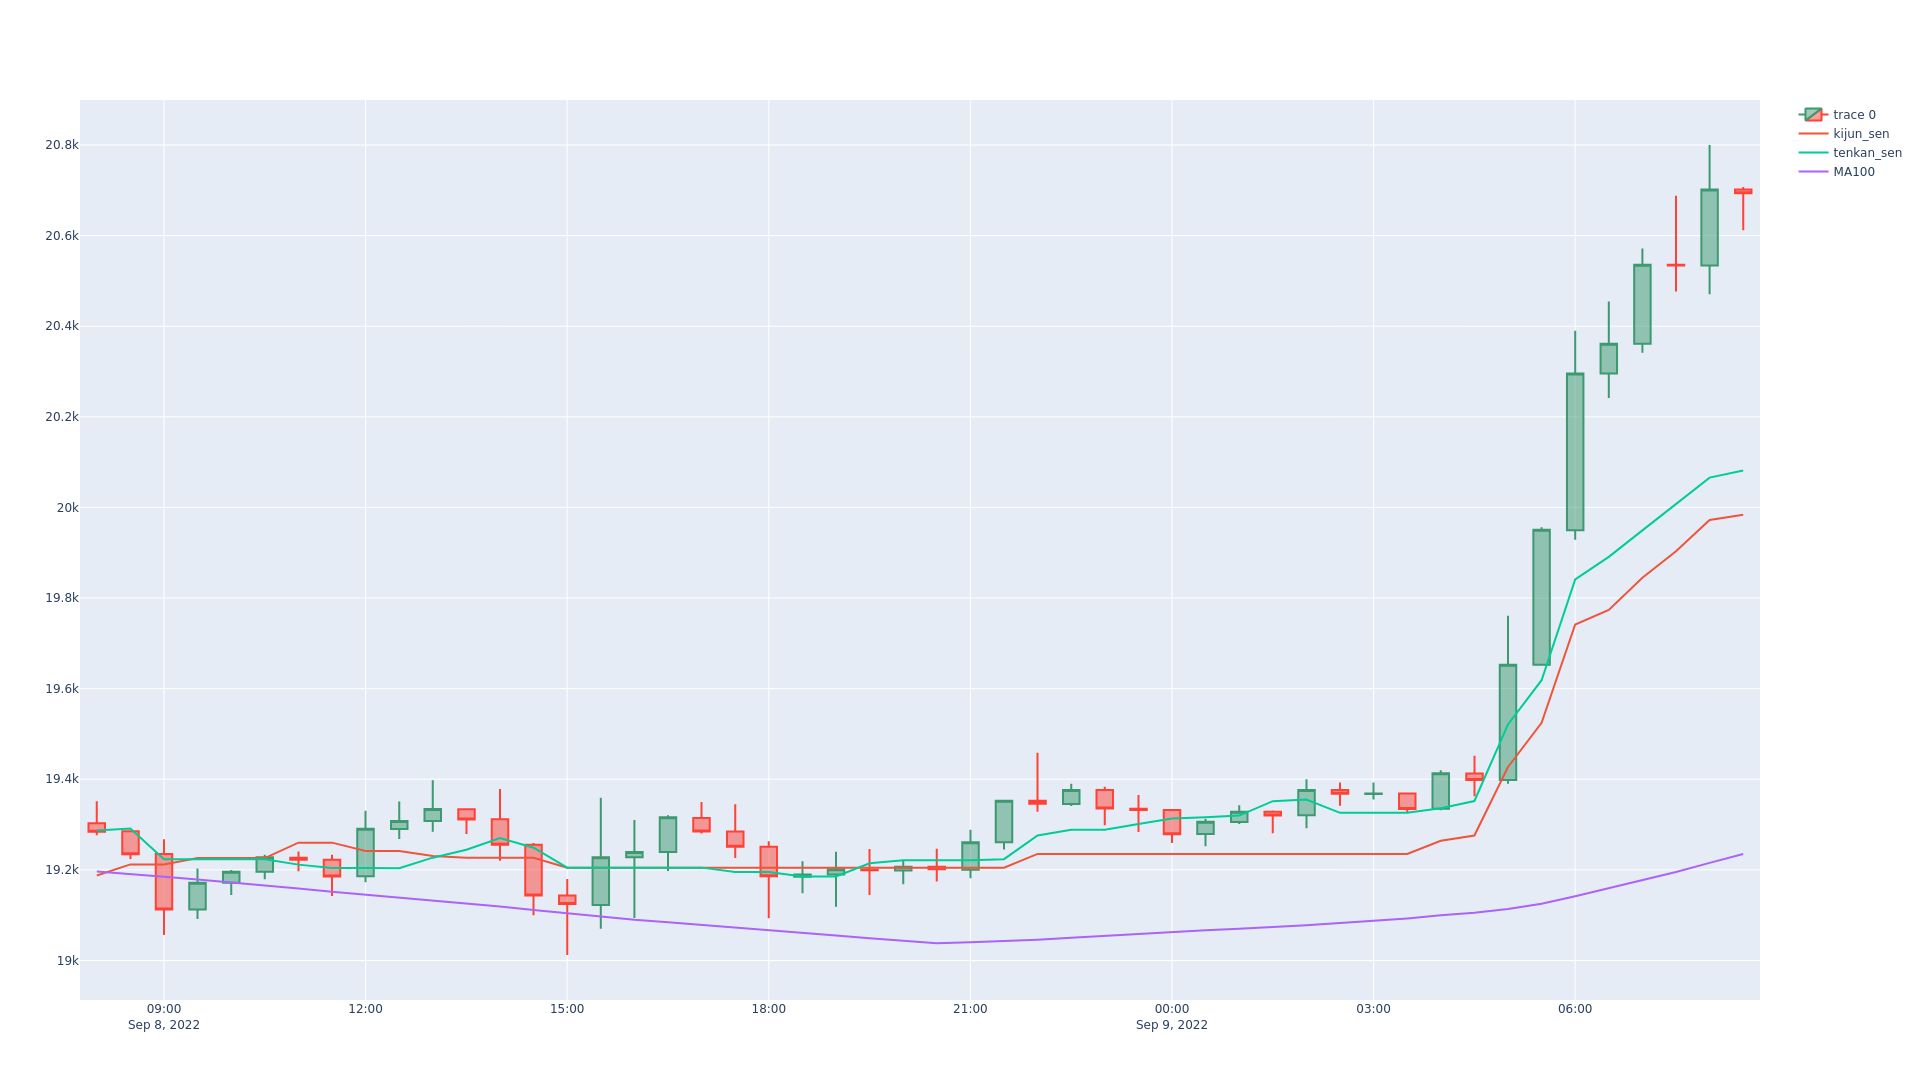 20.8k
20.6k
20.4k
20.2k
20k
19.8k
19.6k
19.4k
19.2k
19k
09:00
Sep 8, 2022
12:00
15:00
18:00
21:00
00:00
Sep 9, 2022
03:00
06:00
trace 0
kijun_sen
tenkan_sen
MA100